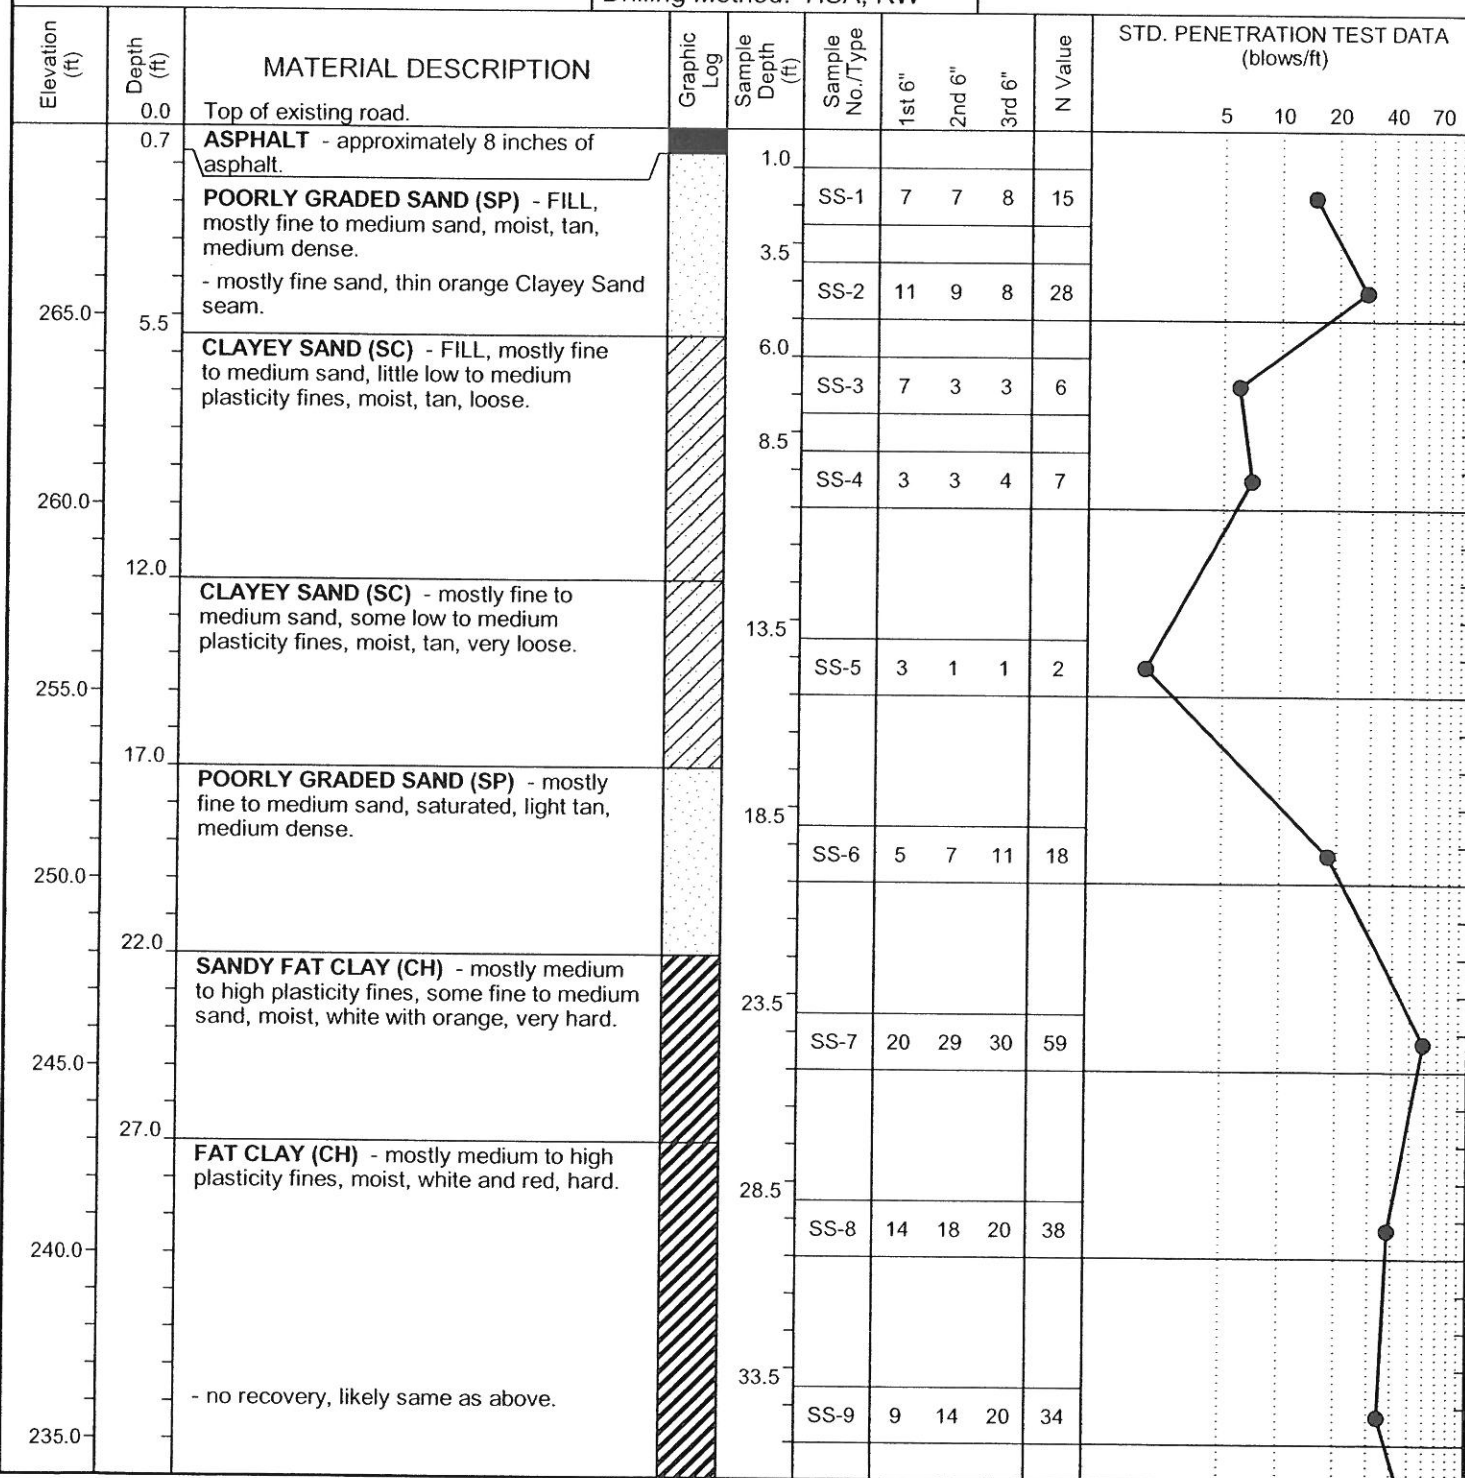 Drilling Method: HSA, RW
Elevation (ft)
Depth (ft)
MATERIAL DESCRIPTION
Graphic Log
Sample Depth (ft)
Sample No./Type
1st 6"
2nd 6"
3rd 6"
N Value
STD. PENETRATION TEST DATA
(blows/ft)
5 10 20 40 70
0.0 Top of existing road.
0.7 ASPHALT - approximately 8 inches of
asphalt.
1.0
POORLY GRADED SAND (SP) - FILL,
mostly fine to medium sand, moist, tan,
medium dense.
SS-1 7 7 8 15
3.5
- mostly fine sand, thin orange Clayey Sand
seam.
SS-2 11 9 8 28
265.0
5.5
CLAYEY SAND (SC) - FILL, mostly fine
to medium sand, little low to medium
plasticity fines, moist, tan, loose.
6.0
SS-3 7 3 3 6
8.5
SS-4 3 3 4 7
260.0
12.0
CLAYEY SAND (SC) - mostly fine to
medium sand, some low to medium
plasticity fines, moist, tan, very loose.
13.5
SS-5 3 1 1 2
255.0
17.0
POORLY GRADED SAND (SP) - mostly
fine to medium sand, saturated, light tan,
medium dense.
18.5
SS-6 5 7 11 18
250.0
22.0
SANDY FAT CLAY (CH) - mostly medium
to high plasticity fines, some fine to medium
sand, moist, white with orange, very hard.
23.5
SS-7 20 29 30 59
245.0
27.0
FAT CLAY (CH) - mostly medium to high
plasticity fines, moist, white and red, hard.
28.5
SS-8 14 18 20 38
240.0
33.5
- no recovery, likely same as above.
SS-9 9 14 20 34
235.0